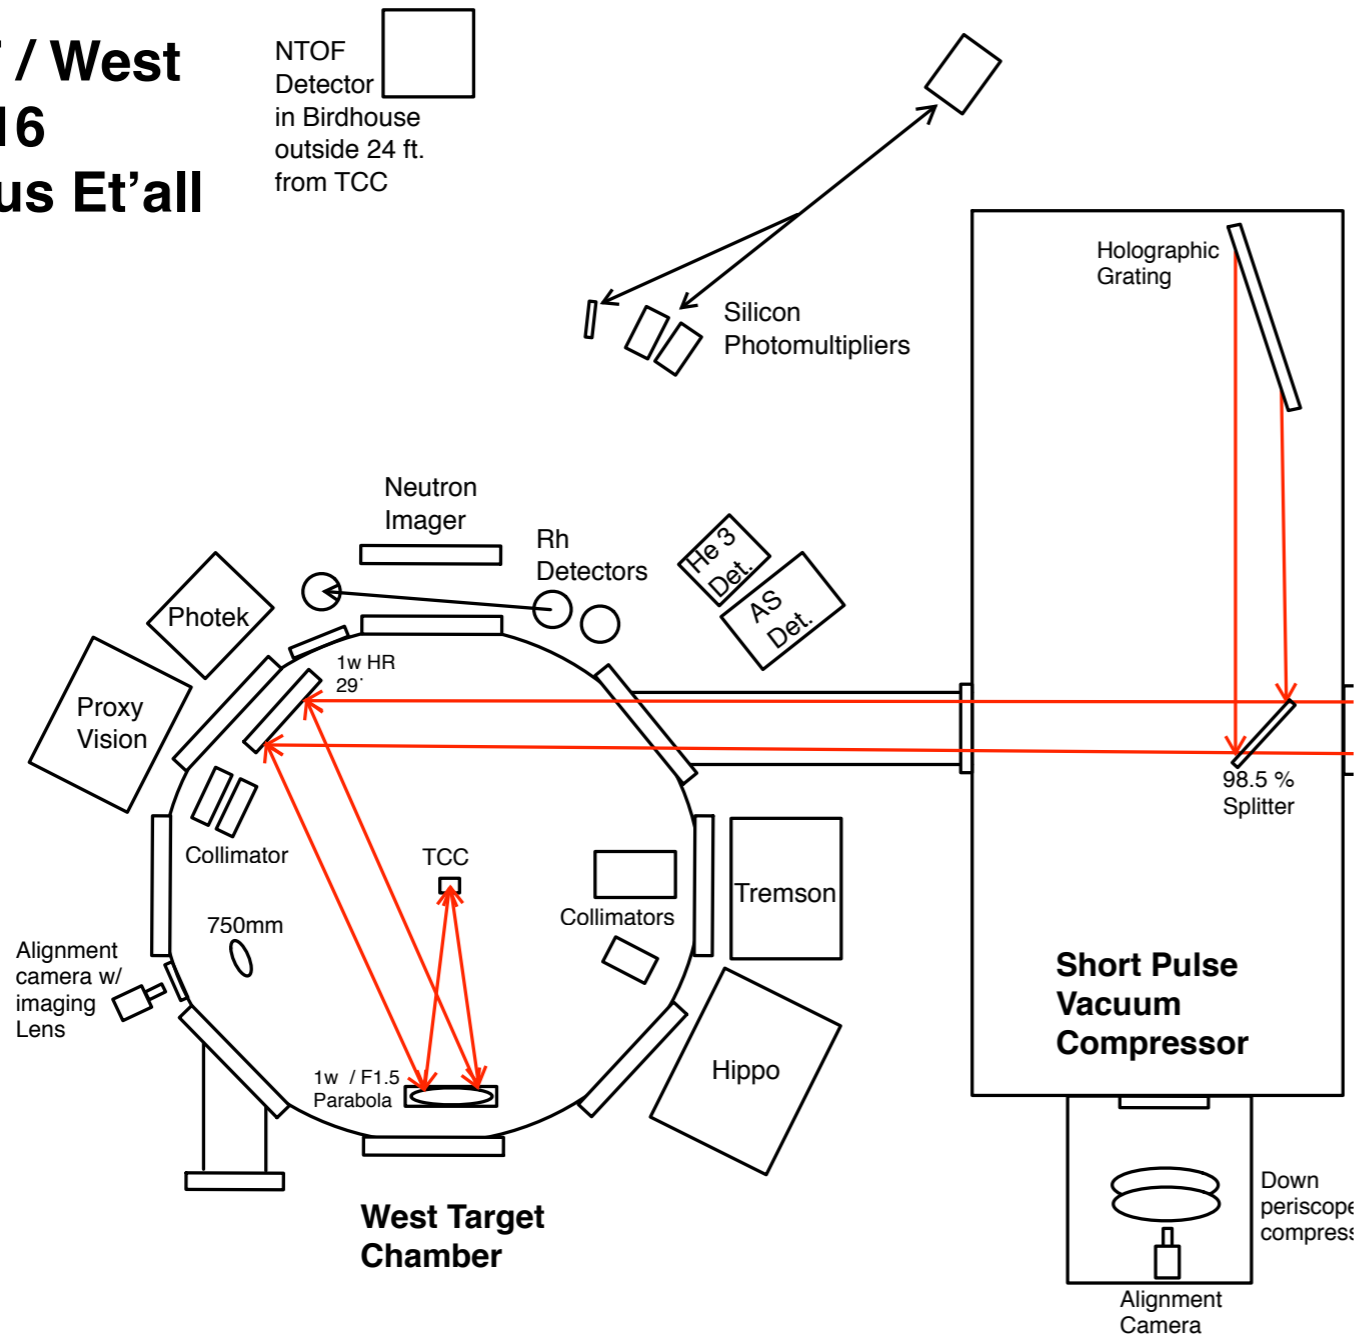 / West
16
us Et’all
NTOF
Detector
in Birdhouse
outside 24 ft.
from TCC
Holographic
Grating
Silicon
Photomultipliers
Neutron
Imager
Rh
Detectors
He 3
Det.
AS
Det.
Photek
1w HR
29˙
Proxy
Vision
98.5 %
Splitter
Collimator
TCC
Tremson
Collimators
750mm
Alignment
camera w/
imaging
Lens
Short Pulse
Vacuum
Compressor
Hippo
1w / F1.5
Parabola
West Target
Chamber
Down
periscope
compress
Alignment
Camera